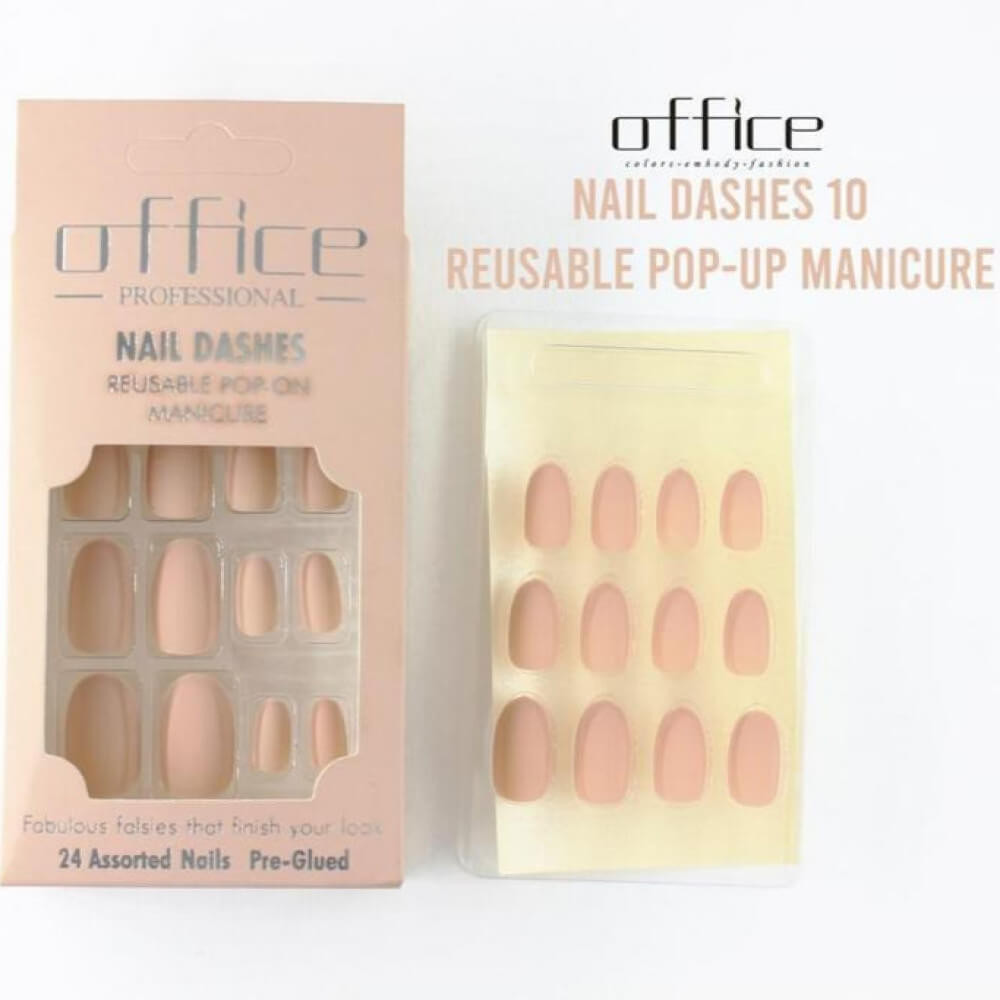 office
PROFESSIONAL
NAIL DASHES
REUSABLE POP-ON
MANICURE
Fabulous falsies that finish your look
24 Assorted Nails Pre-Glued
office
colors-embody-fashion
NAIL DASHES 10
REUSABLE POP-UP MANICURE